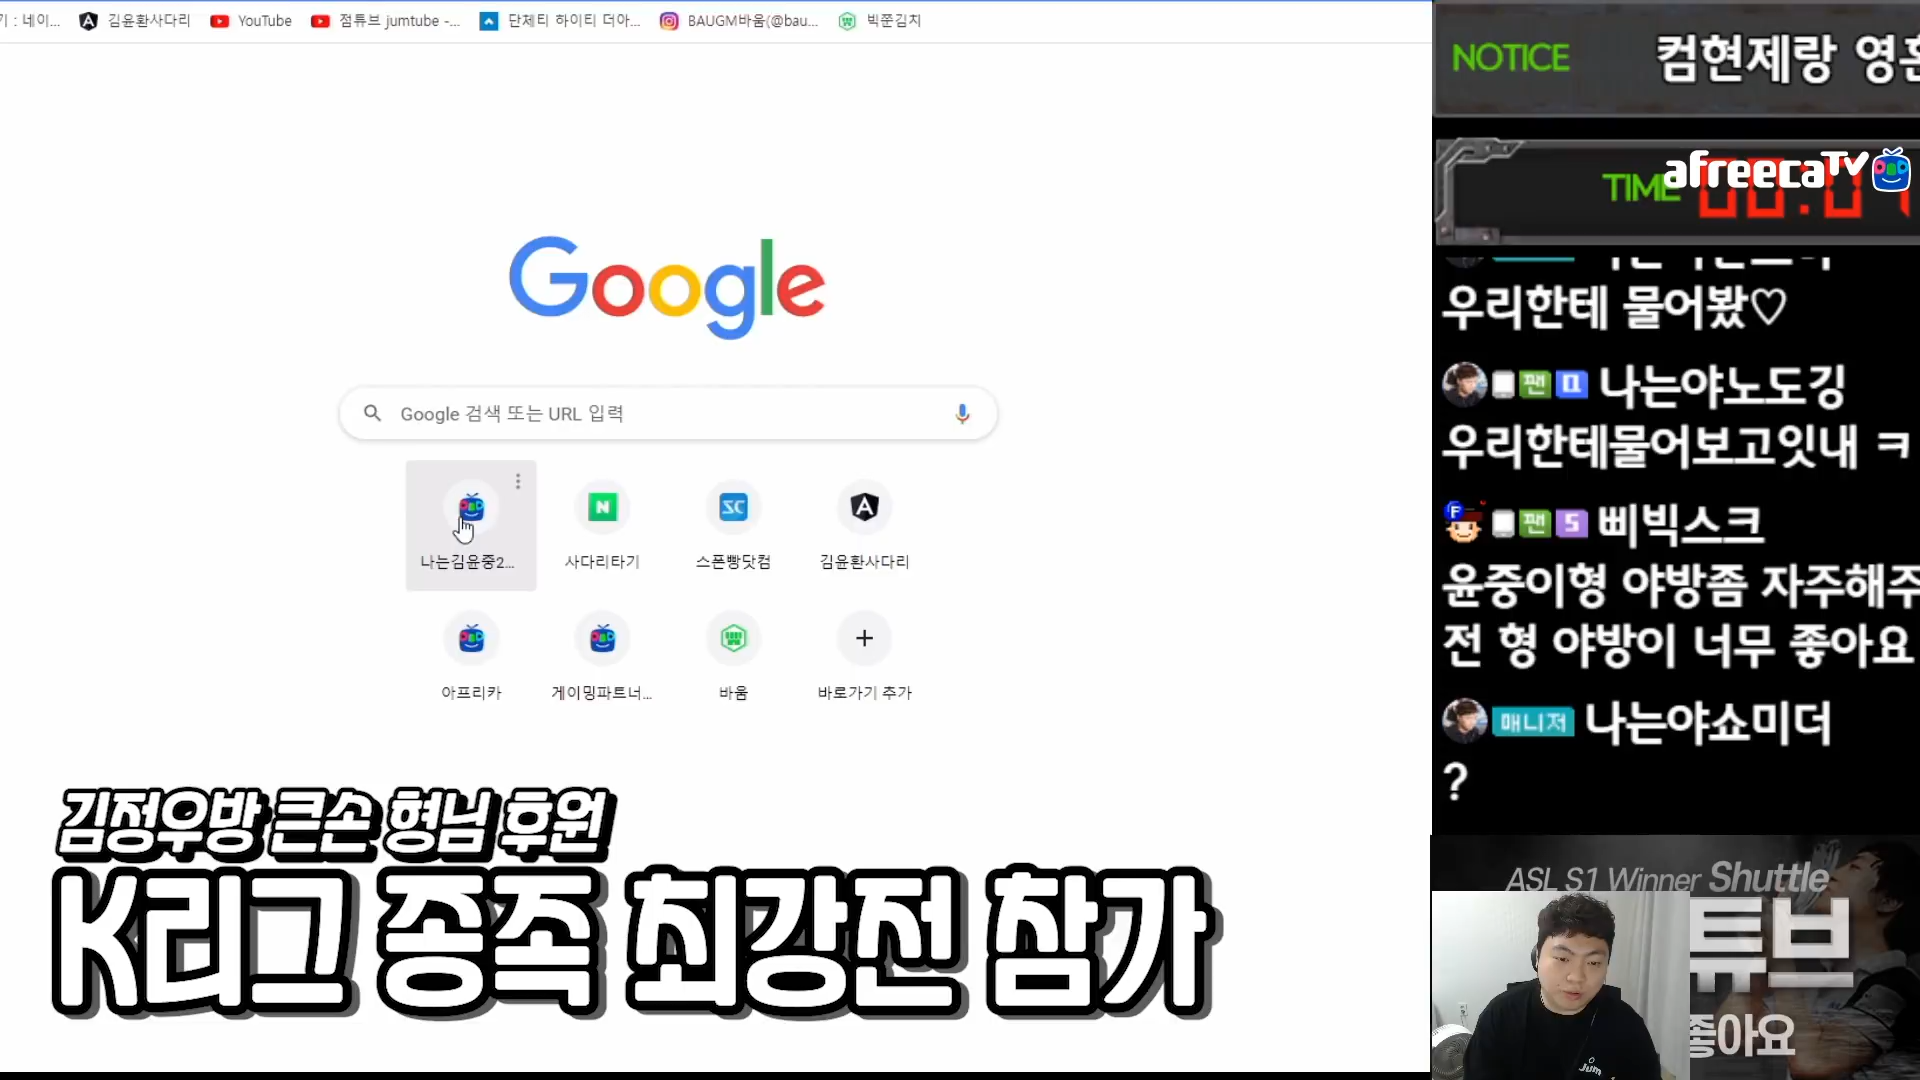 김윤환사다리
YouTube
점튜브 jumtube -...
단체티 하이티 더아...
BAUGM바움(@bau...
빅쭌김치
Google
Google 검색 또는 URL 입력
나는김윤중2...
사다리타기
스폰빵닷컴
김윤환사다리
아프리카
게이밍파트너...
바움
바로가기 추가
김정우방 큰손 형님 후원
K리그 종족 최강전 참가
NOTICE 컴현제랑
TIME
afreecaTV
우리한테 물어봤♡
팬 나는야노도깅
우리한테물어보고잇내 ㅋ
팬 S 삐빅스크
윤중이형 야방좀 자주해주
전 형 야방이 너무 좋아요
매니저 나는야쇼미더
?
ASL S1 Winner Shuttle
튜브
좋아요
Jum